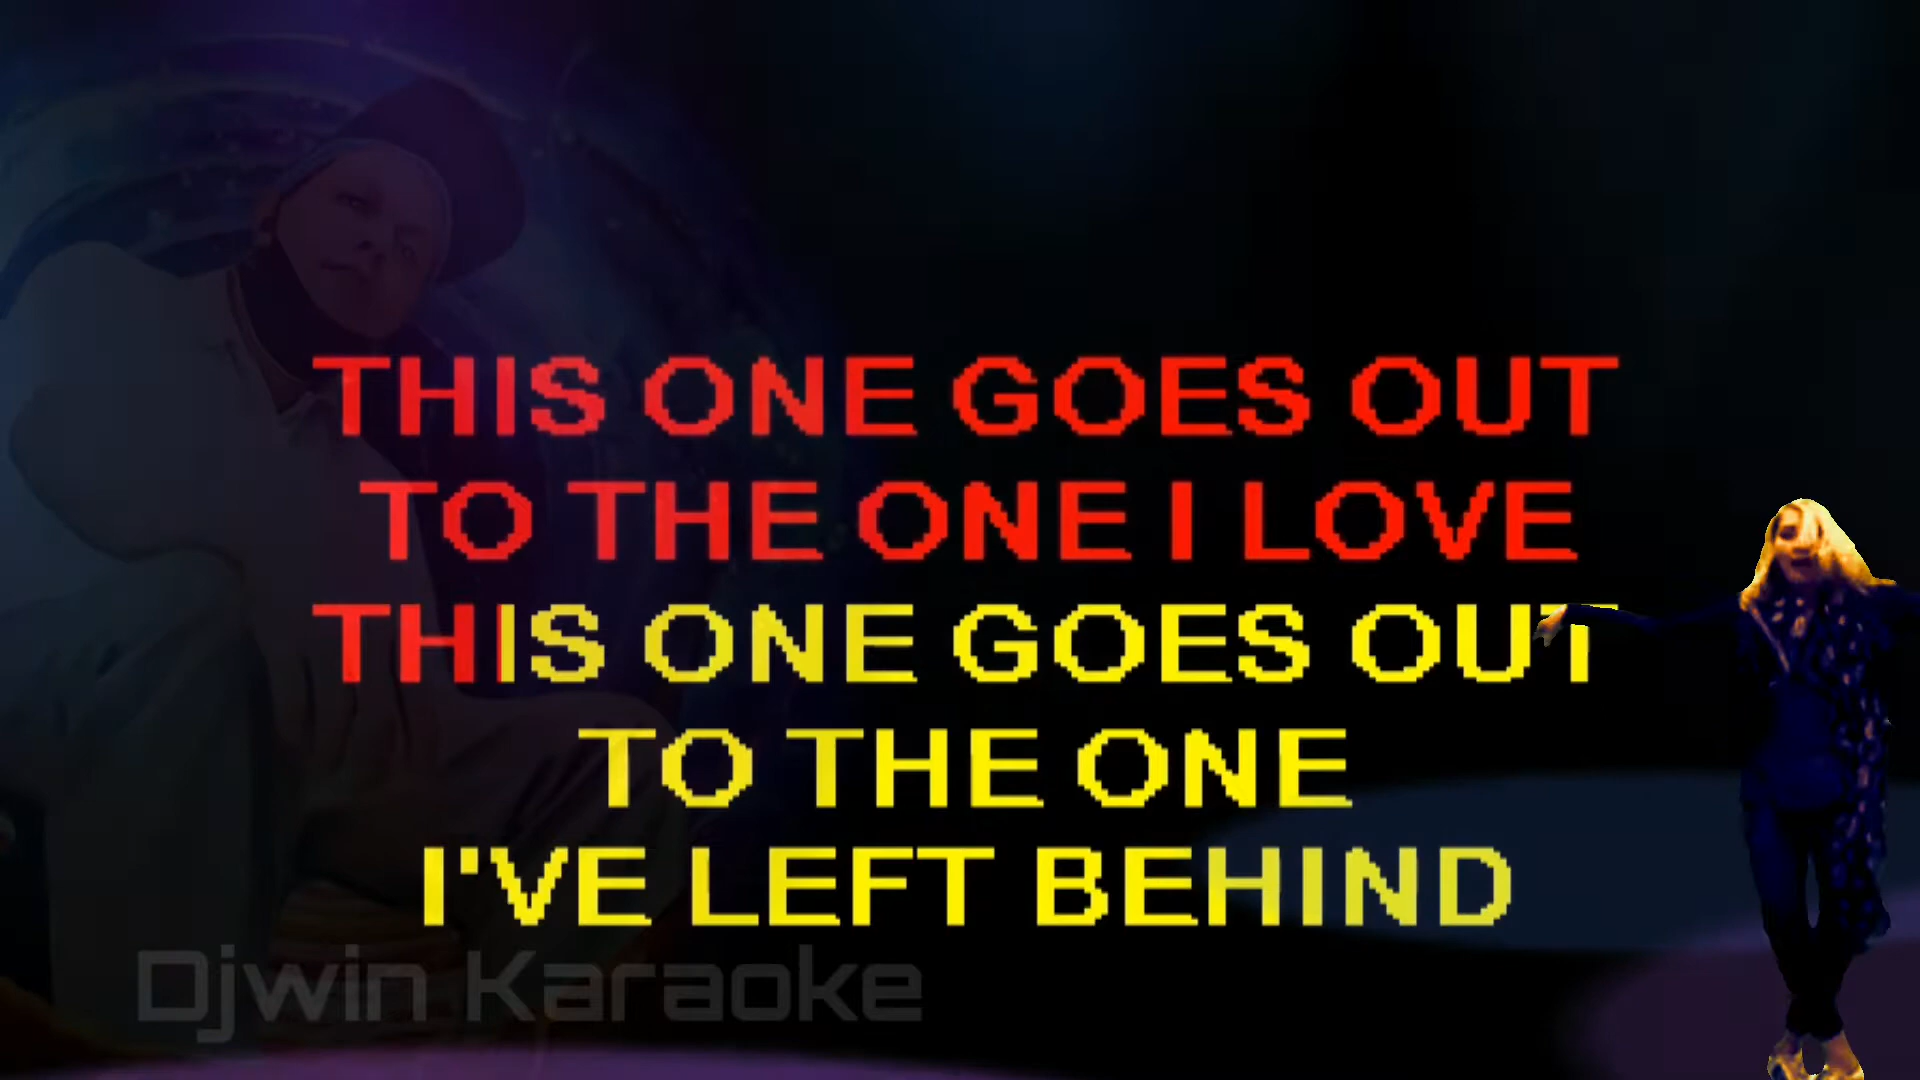 THIS ONE GOES OUT
TO THE ONE I LOVE
THIS ONE GOES OUT
TO THE ONE
I'VE LEFT BEHIND
Djwin Karaoke